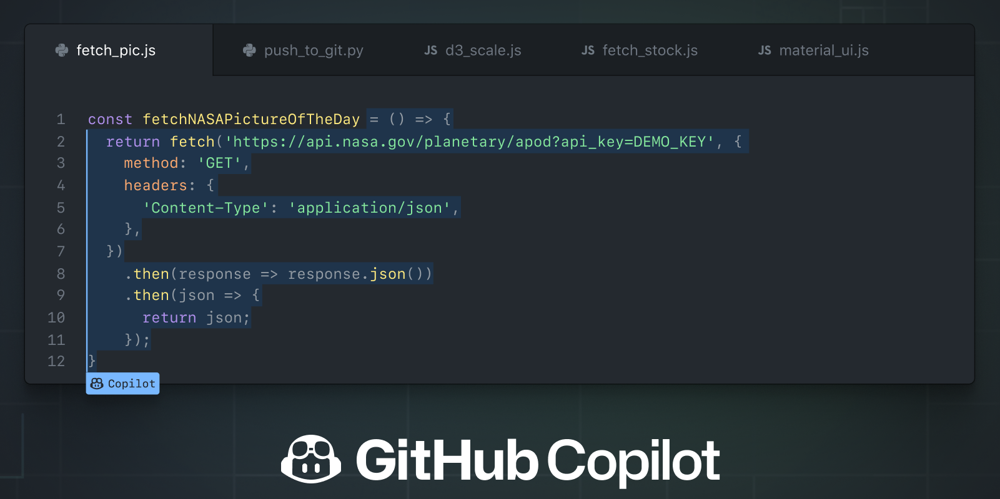 fetch_pic.js push_to_git.py JS d3_scale.js JS fetch_stock.js JS material_ui.js
1 const fetchNASAPictureOfTheDay = () => {
2 return fetch('https://api.nasa.gov/planetary/apod?api_key=DEMO_KEY', {
3 method: 'GET',
4 headers: {
5 'Content-Type': 'application/json',
6 },
7 })
8 .then(response => response.json())
9 .then(json => {
10 return json;
11 });
12 }
Copilot
GitHub Copilot